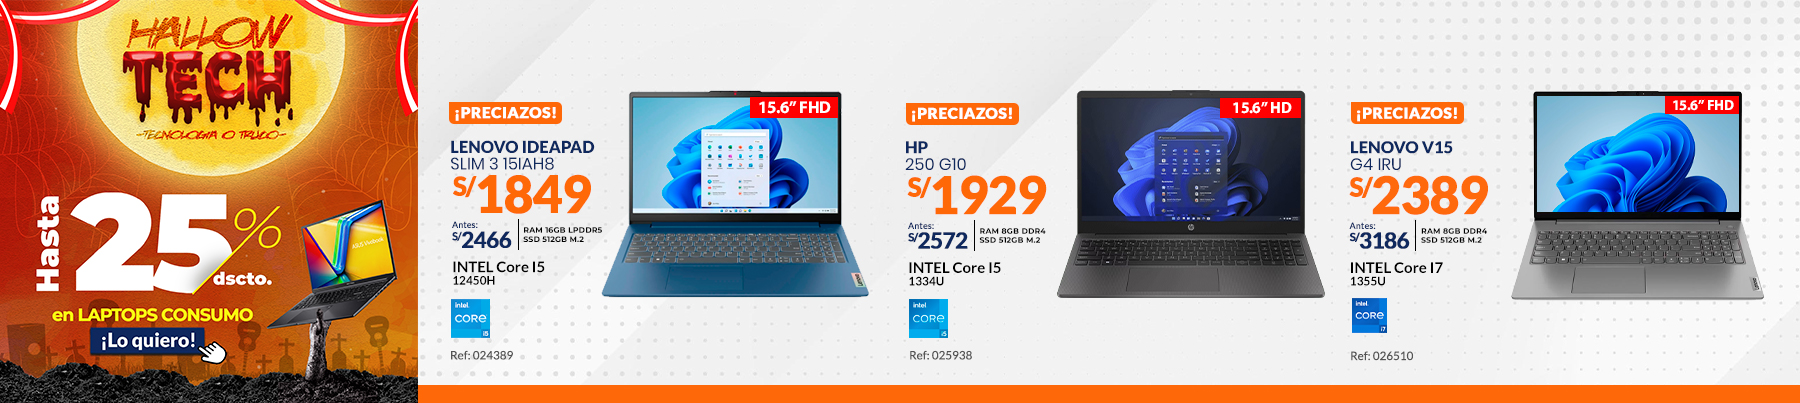 HALLOW
TECH
-TECNOLOGIA O TRUCO-
Hasta
25%
dscto.
en LAPTOPS CONSUMO
¡Lo quiero!
¡PRECIAZOS!
LENOVO IDEAPAD
SLIM 3 15IAH8
S/1849
Antes:
S/2466
RAM 16GB LPDDR5
SSD 512GB M.2
INTEL Core I5
12450H
intel
CORE
i5
Ref: 024389
15.6” FHD
¡PRECIAZOS!
HP
250 G10
S/1929
Antes:
S/2572
RAM 8GB DDR4
SSD 512GB M.2
INTEL Core I5
1334U
intel
CORE
i5
Ref: 025938
15.6” HD
¡PRECIAZOS!
LENOVO V15
G4 IRU
S/2389
Antes:
S/3186
RAM 8GB DDR4
SSD 512GB M.2
INTEL Core I7
1355U
intel
CORE
i7
Ref: 026510
15.6” FHD